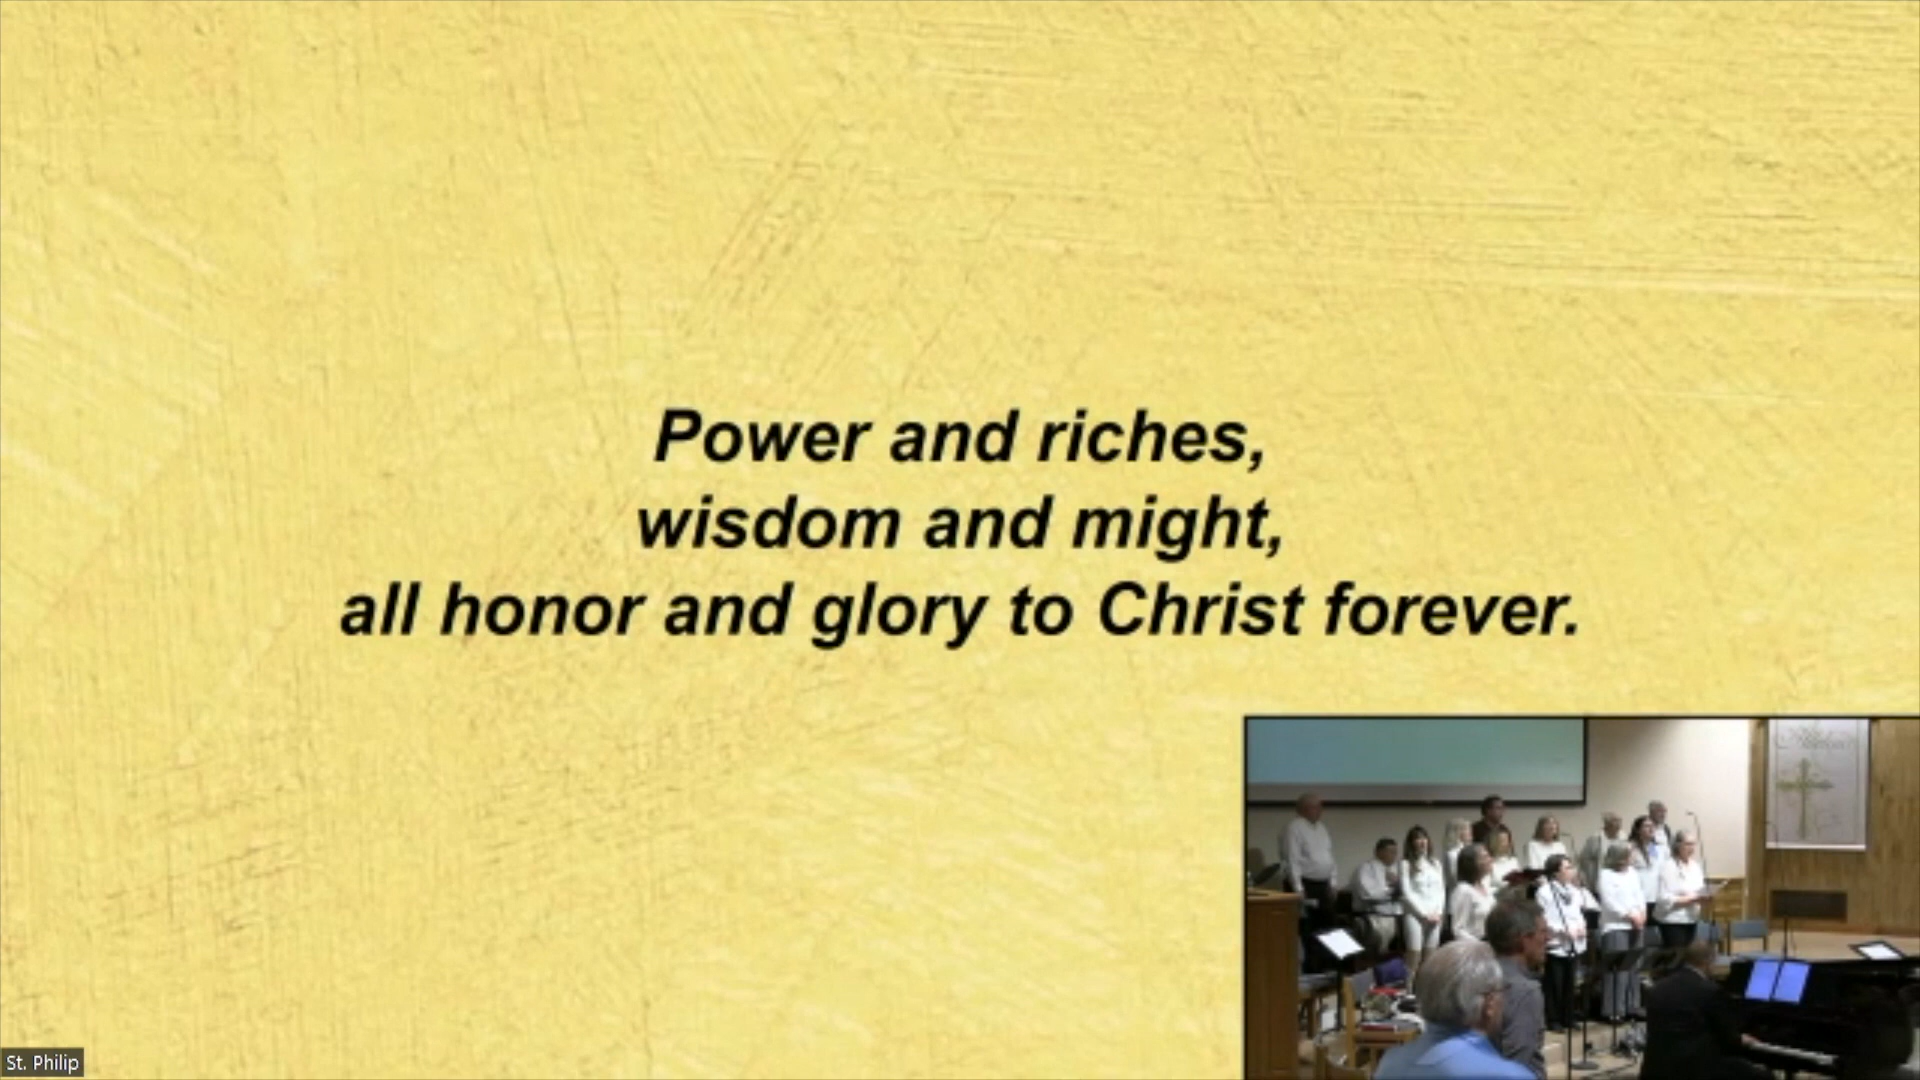 Power and riches,
wisdom and might,
all honor and glory to Christ forever.
St. Philip